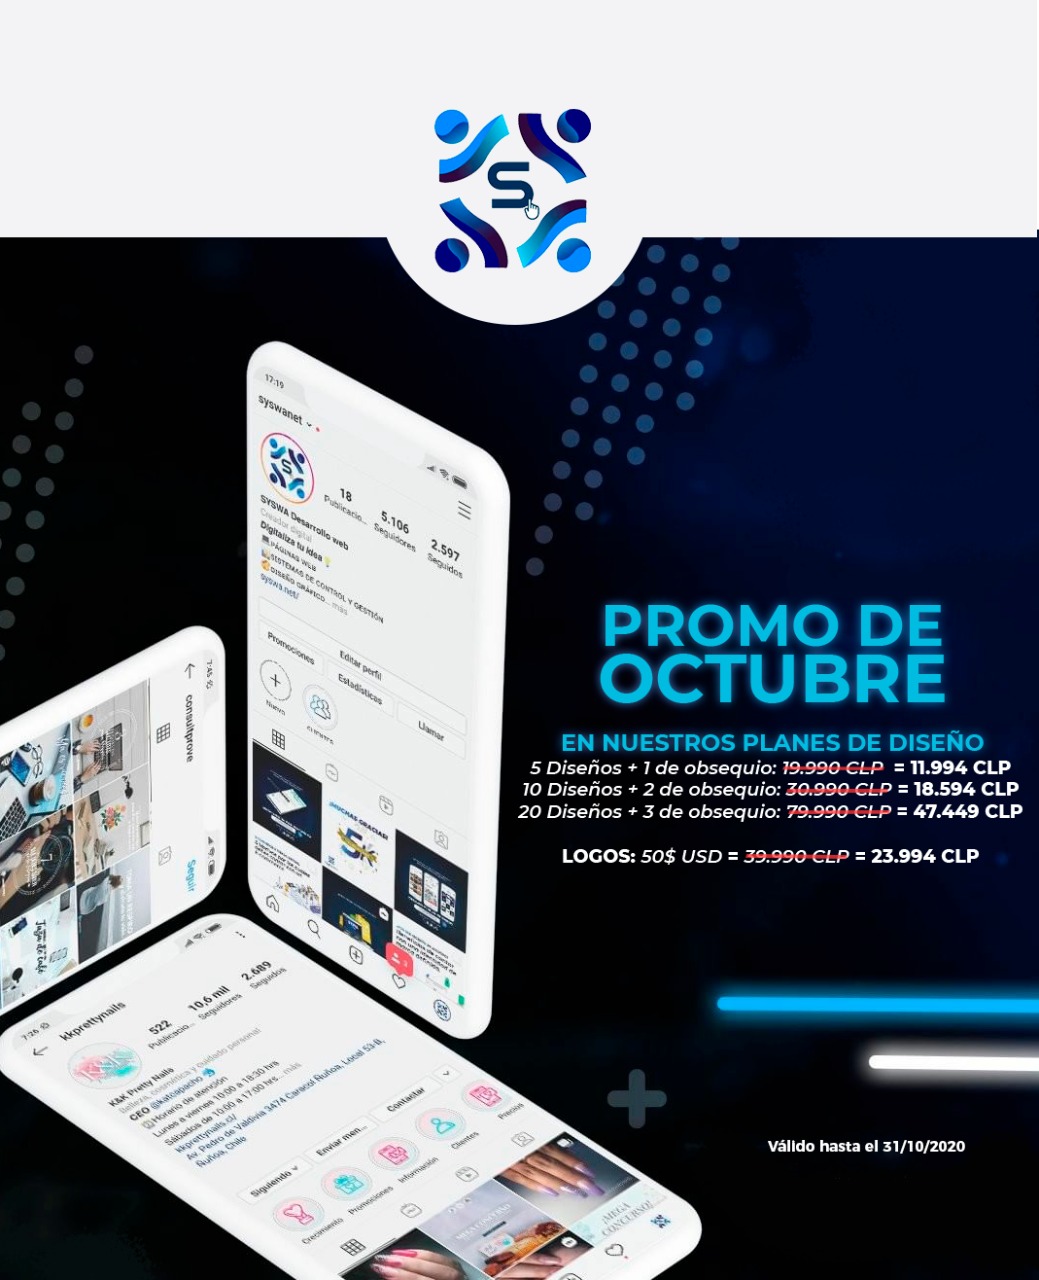 S
17:19
syswanet
18
Publicacio...
5.106
Seguidores
2.597
Seguidos
SYSWA Desarrollo web
Creador digital
Digitaliza tu idea
PÁGINAS WEB
SISTEMAS DE CONTROL Y GESTIÓN
DISEÑO GRÁFICO... más
syswa.net/
Editar perfil
Promociones
Estadísticas
Llamar
Nuevo
¡MUCHAS GRACIAS!
PROMO DE
OCTUBRE
EN NUESTROS PLANES DE DISEÑO
5 Diseños + 1 de obsequio: 19.990 CLP = 11.994 CLP
10 Diseños + 2 de obsequio: 30.990 CLP = 18.594 CLP
20 Diseños + 3 de obsequio: 79.990 CLP = 47.449 CLP
LOGOS: 50$ USD = 39.990 CLP = 23.994 CLP
7:45
consultprove
Seguir
7:26
kkprettynails
522
Publicacio...
10,6 mil
Seguidores
2.689
Seguidos
K&K Pretty Nails
Belleza, cosmética y cuidado personal
CEO @katcapacho
Horario de atención
Lunes a viernes 10:00 a 18:30 hrs
Sábados de 10:00 a 17:00 hrs... más
kkprettynails.cl/
Av. Pedro de Valdivia 3474 Caracol Ñuñoa, Local 53-B,
Ñuñoa, Chile
Siguiendo
Enviar men...
Contactar
Crecimiento
Promociones
Información
Clientes
Precios
¡MEGA
CONCURSO!
Válido hasta el 31/10/2020